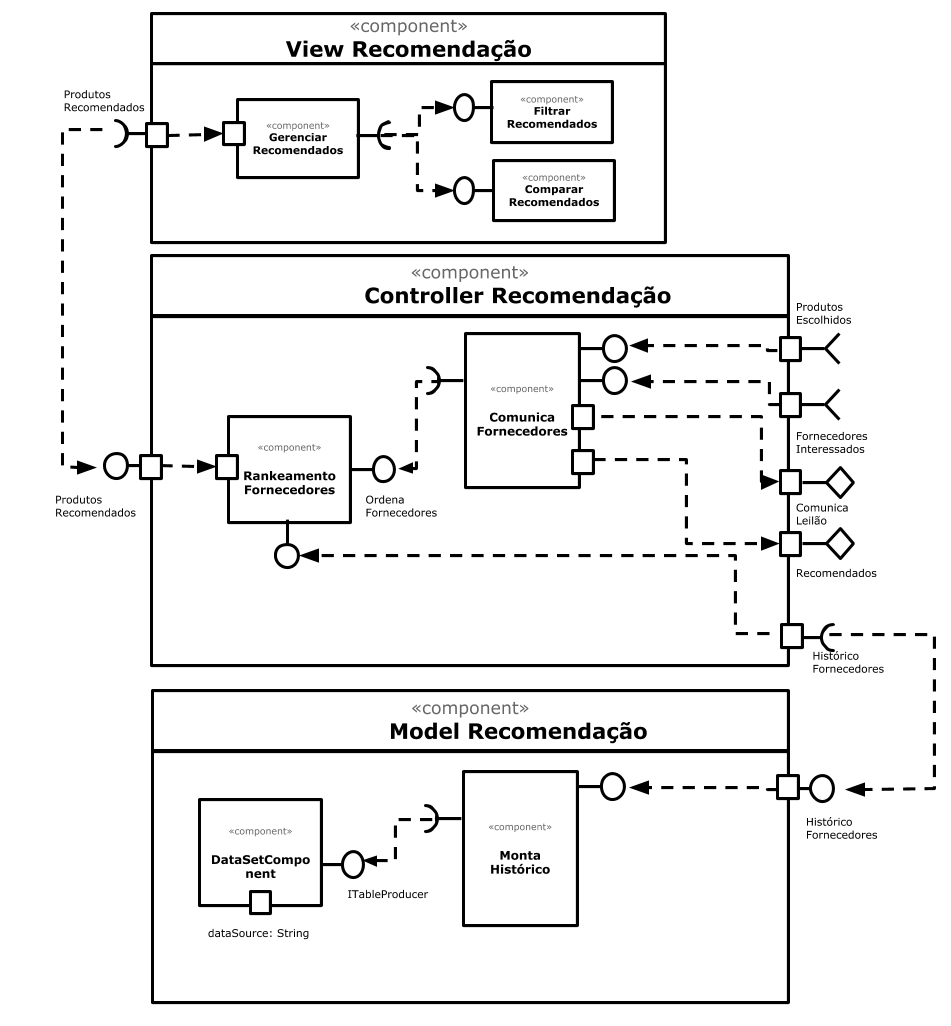 «component»
View Recomendação
Produtos
Recomendados
«component»
Gerenciar
Recomendados
«component»
Filtrar
Recomendados
«component»
Comparar
Recomendados
«component»
Controller Recomendação
Produtos
Escolhidos
«component»
Comunica
Fornecedores
Fornecedores
Interessados
«component»
Rankeamento
Fornecedores
Ordena
Fornecedores
Produtos
Recomendados
Comunica
Leilão
Recomendados
Histórico
Fornecedores
«component»
Model Recomendação
«component»
DataSetCompo
nent
dataSource: String
ITableProducer
«component»
Monta
Histórico
Histórico
Fornecedores